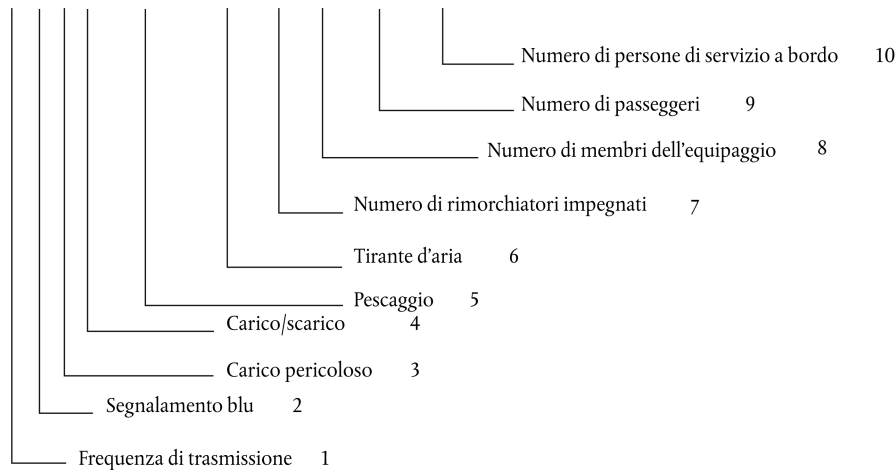 Numero di persone di servizio a bordo 10
Numero di passeggeri 9
Numero di membri dell'equipaggio 8
Numero di rimorchiatori impegnati 7
Tirante d'aria 6
Pescaggio 5
Carico/scarico 4
Carico pericoloso 3
Segnalamento blu 2
Frequenza di trasmissione 1